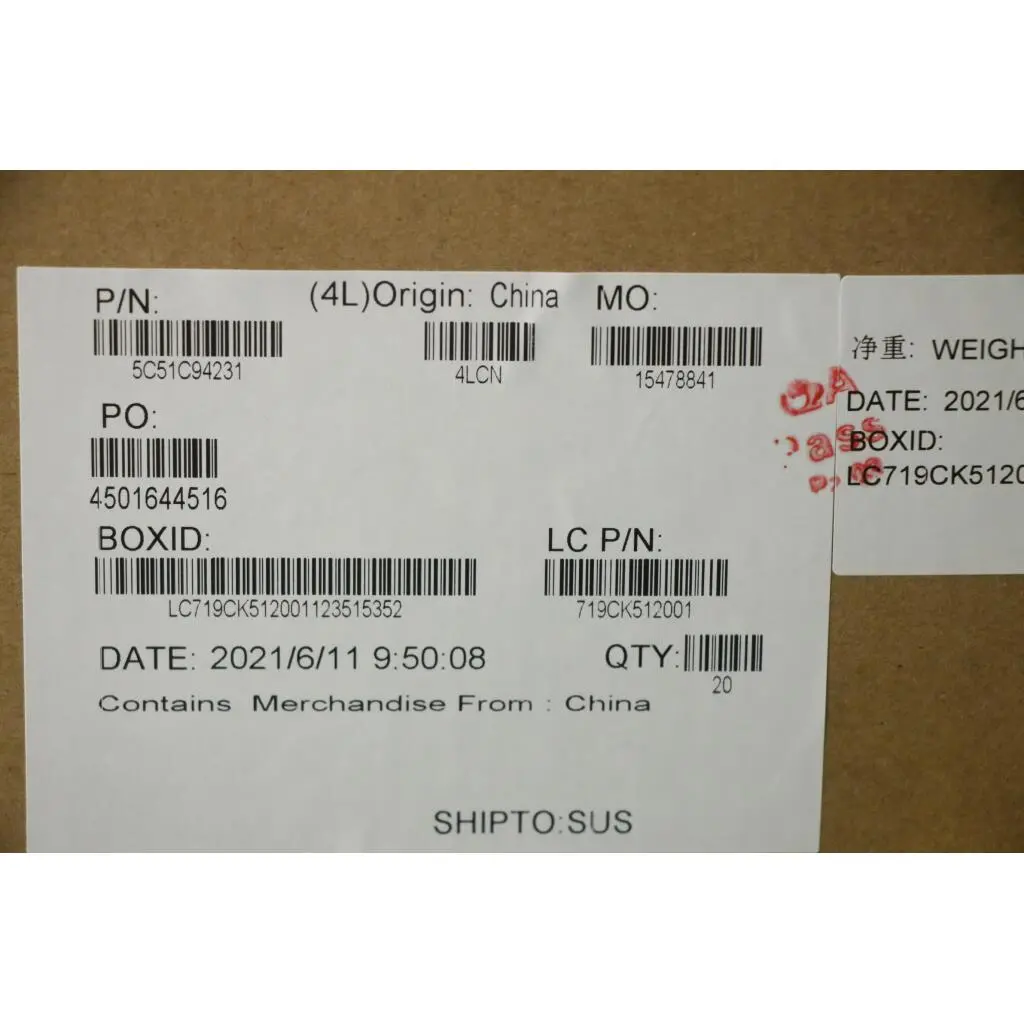 P/N: (4L)Origin: China MO:
5C51C94231 4LCN 15478841
PO:
4501644516
BOXID: LC P/N:
LC719CK512001123515352 719CK512001
DATE: 2021/6/11 9:50:08 QTY:
20
Contains Merchandise From : China
SHIPTO:SUS
净重: WEIGH
DATE: 2021/6
BOXID:
LC719CK5120
QA